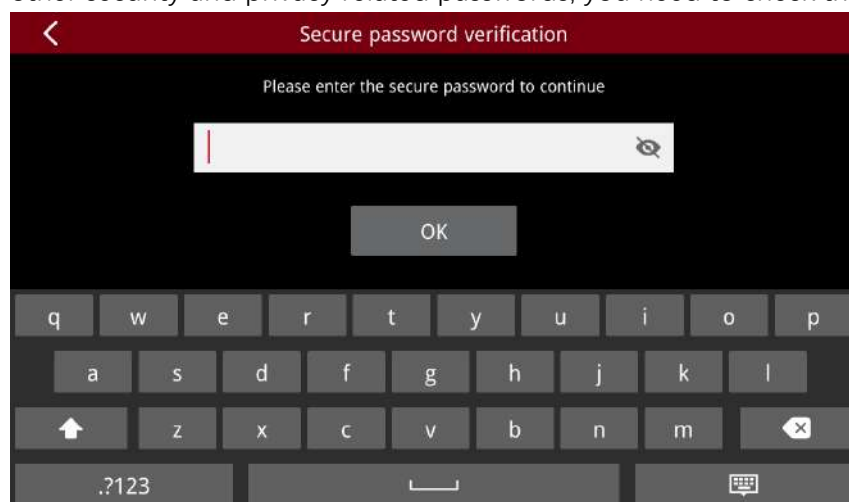 Secure password verification
Please enter the secure password to continue
OK
q w e r t y u i o p
a s d f g h j k l
z x c v b n m
.?123